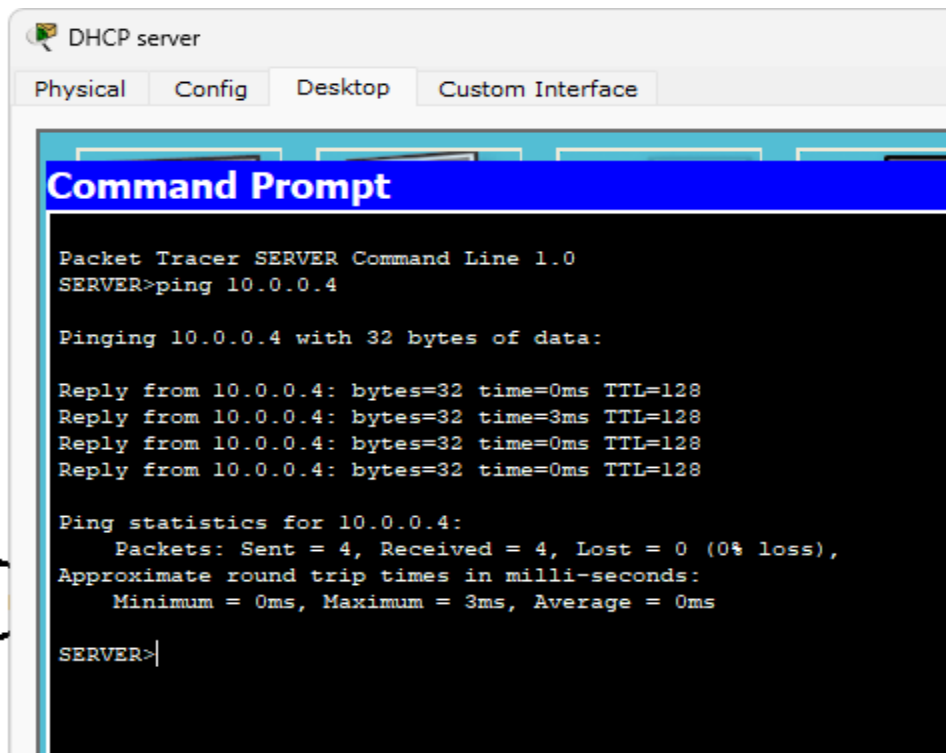 DHCP server
Physical Config Desktop Custom Interface
Command Prompt
Packet Tracer SERVER Command Line 1.0
SERVER>ping 10.0.0.4
Pinging 10.0.0.4 with 32 bytes of data:
Reply from 10.0.0.4: bytes=32 time=0ms TTL=128
Reply from 10.0.0.4: bytes=32 time=3ms TTL=128
Reply from 10.0.0.4: bytes=32 time=0ms TTL=128
Reply from 10.0.0.4: bytes=32 time=0ms TTL=128
Ping statistics for 10.0.0.4:
Packets: Sent = 4, Received = 4, Lost = 0 (0% loss),
Approximate round trip times in milli-seconds:
Minimum = 0ms, Maximum = 3ms, Average = 0ms
SERVER>